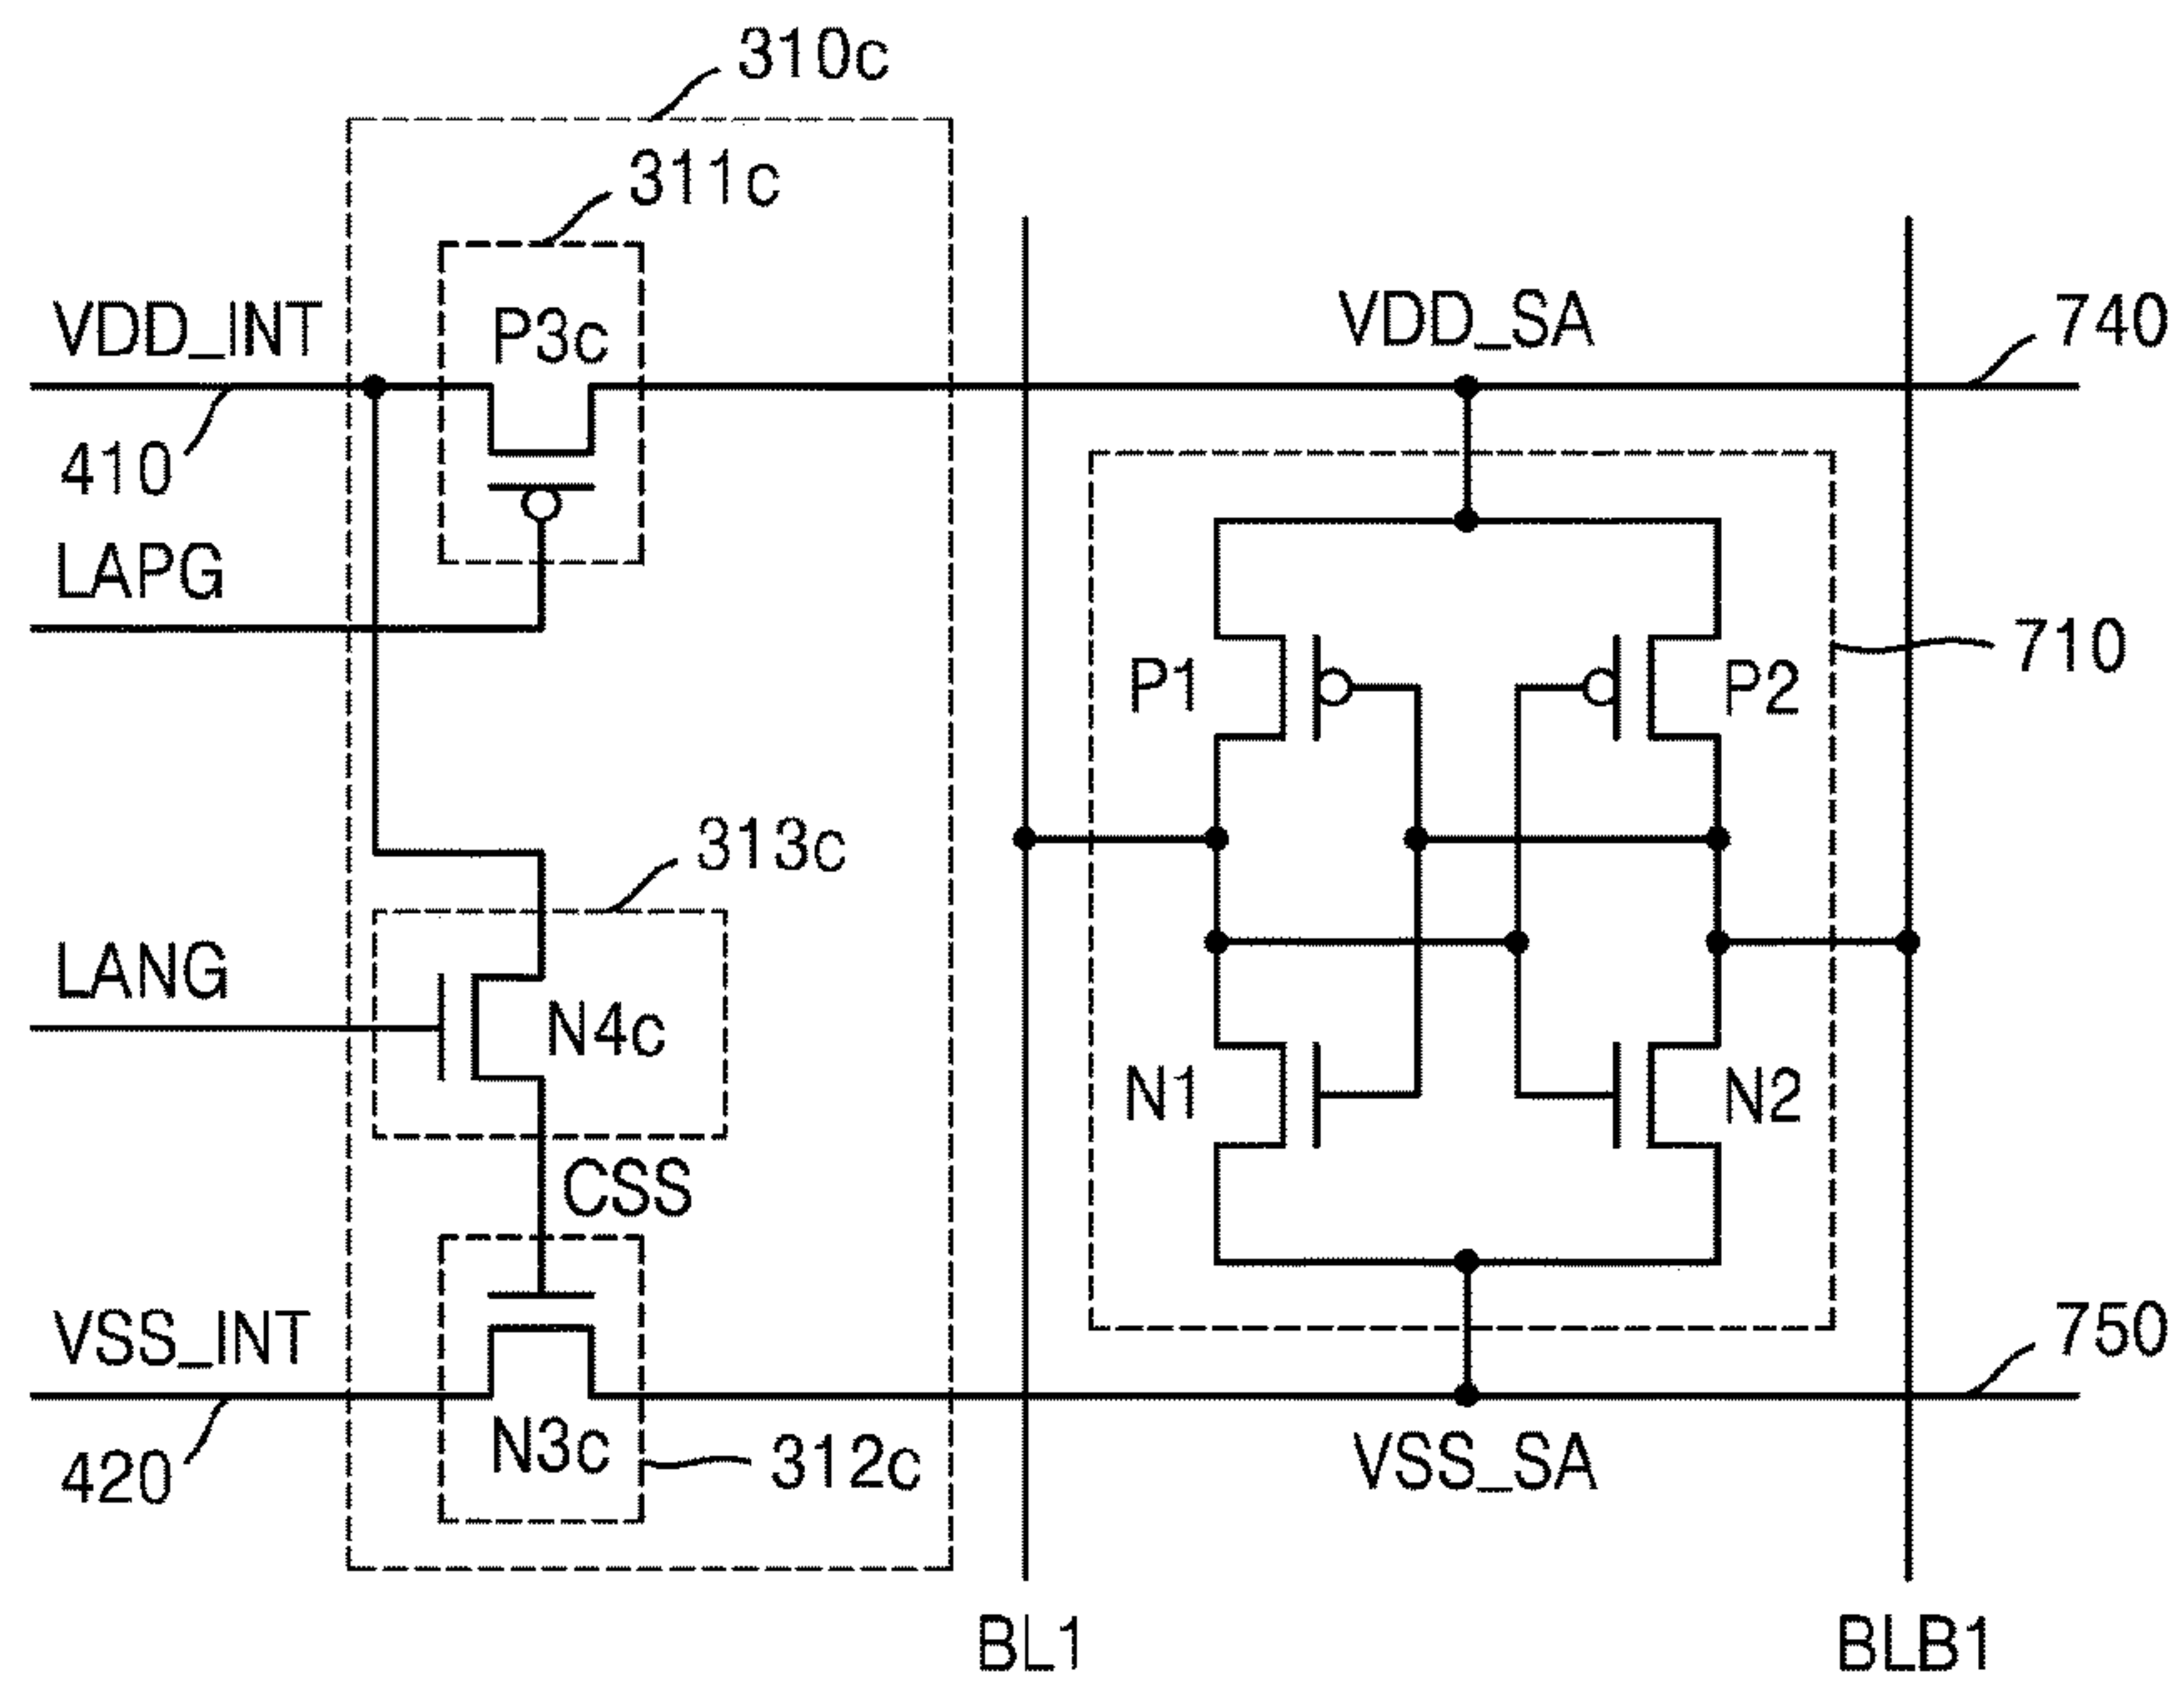 310c
311c
VDD_INT
P3c
VDD_SA
740
410
LAPG
P1
P2
710
313c
LANG
N4c
N1
N2
CSS
VSS_INT
750
N3c
312c
VSS_SA
420
BL1
BLB1